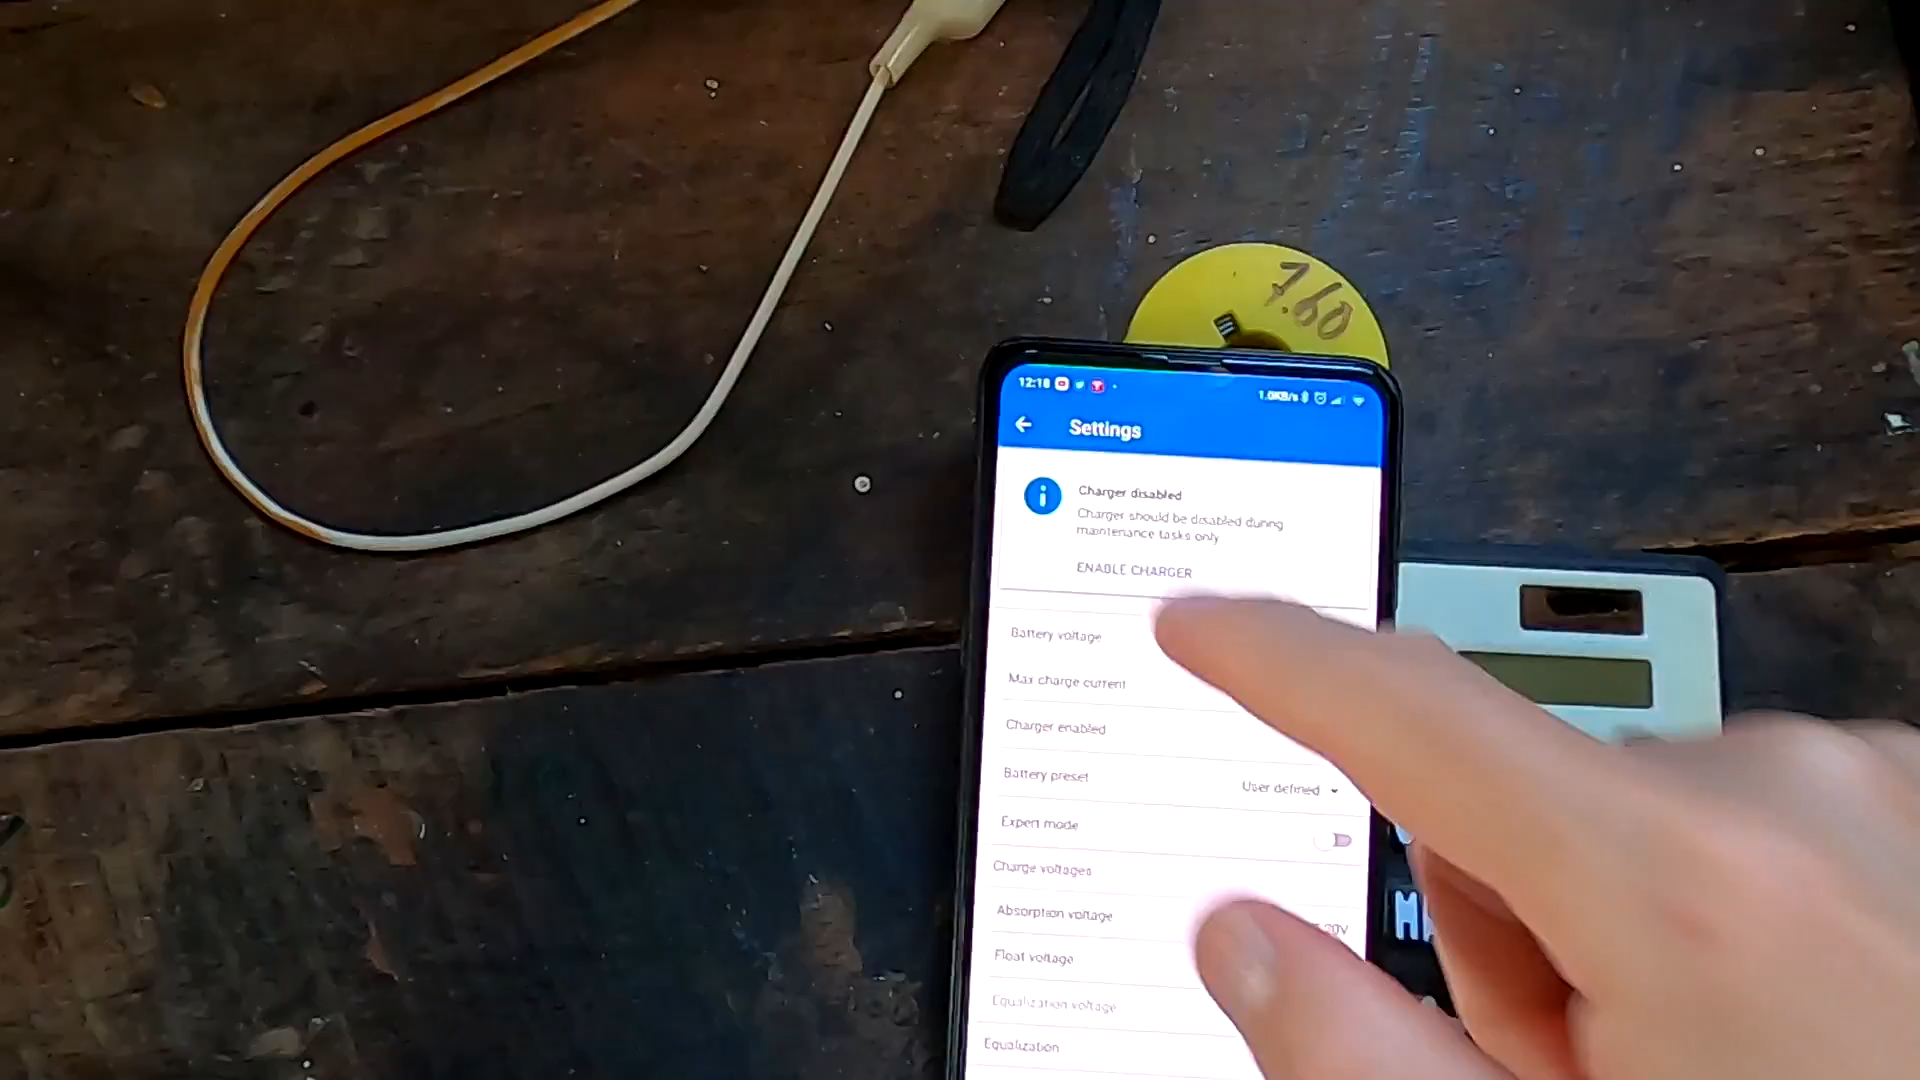 7.60
12:18
1.0KB/s
Settings
Charger disabled
Charger should be disabled during
maintenance tasks only
ENABLE CHARGER
Battery voltage
Max charge current
Charger enabled
Battery preset User defined
Expert mode
Charge voltages
Absorption voltage
Float voltage
Equalization voltage
Equalization